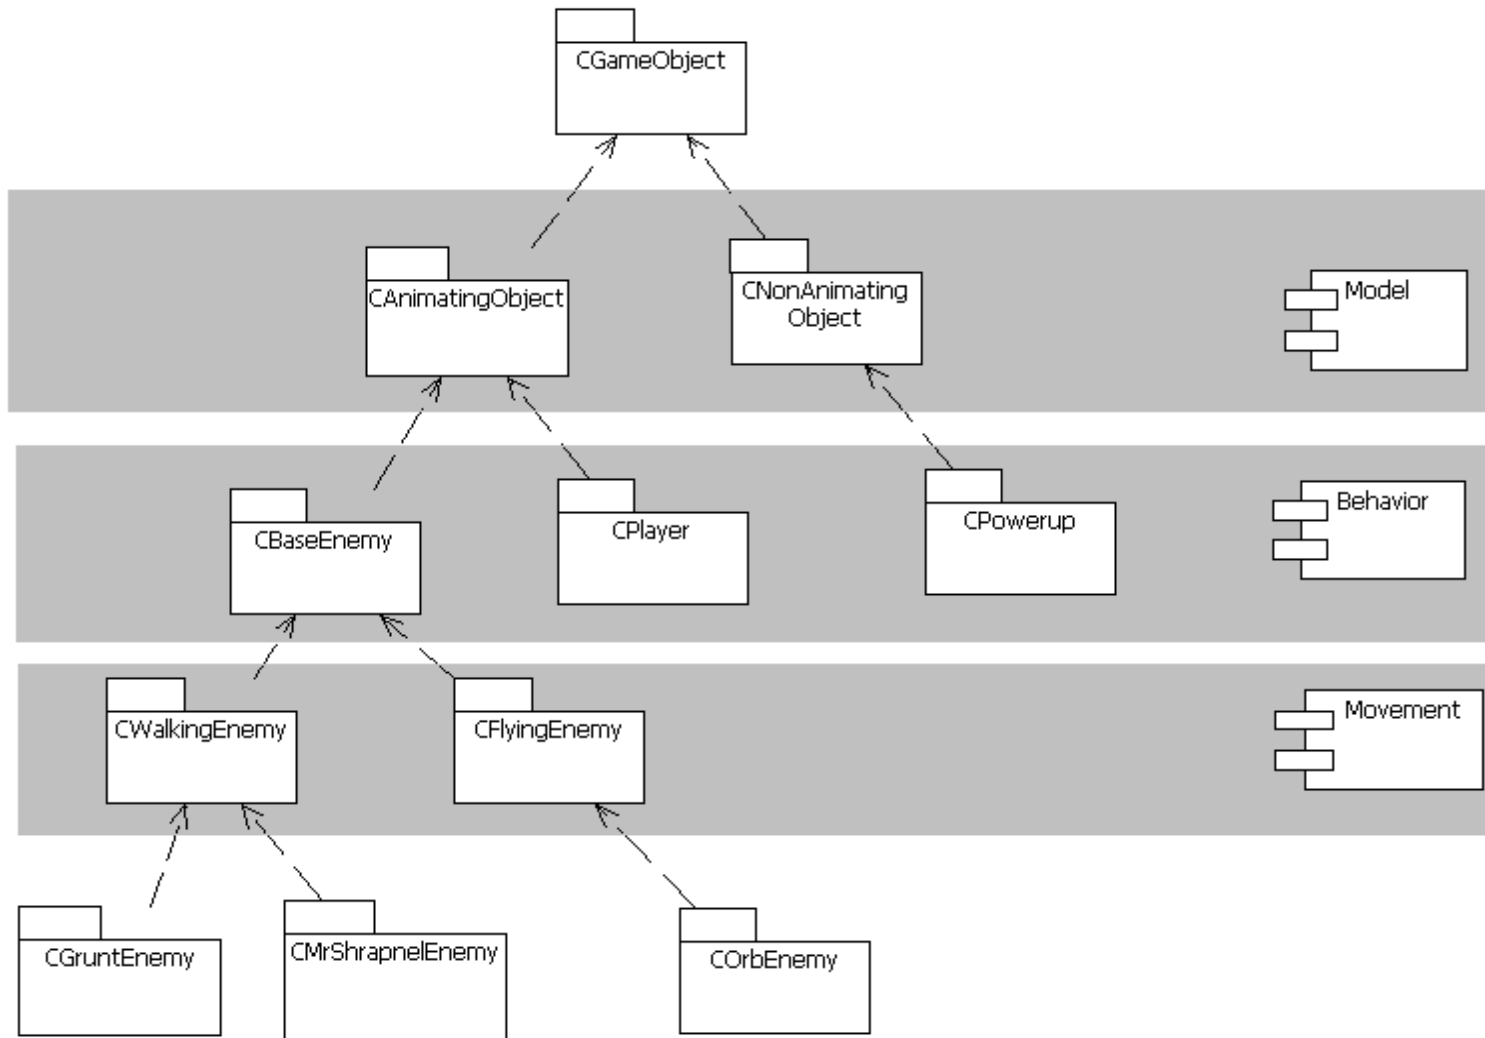 CGameObject
CAnimatingObject
CNonAnimating
Object
Model
CBaseEnemy
CPlayer
CPowerup
Behavior
CWalkingEnemy
CFlyingEnemy
Movement
CGruntEnemy
CMrShrapnelEnemy
COrbEnemy